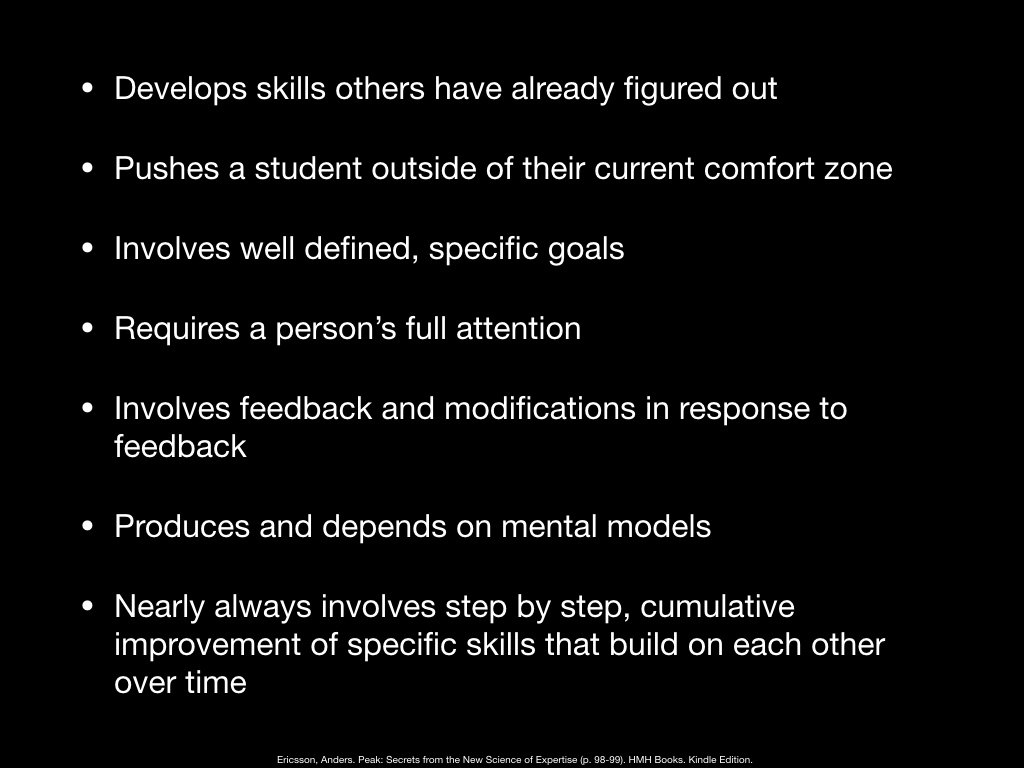 • Develops skills others have already figured out
• Pushes a student outside of their current comfort zone
• Involves well defined, specific goals
• Requires a person’s full attention
• Involves feedback and modifications in response to
feedback
• Produces and depends on mental models
• Nearly always involves step by step, cumulative
improvement of specific skills that build on each other
over time
Ericsson, Anders. Peak: Secrets from the New Science of Expertise (p. 98-99). HMH Books. Kindle Edition.